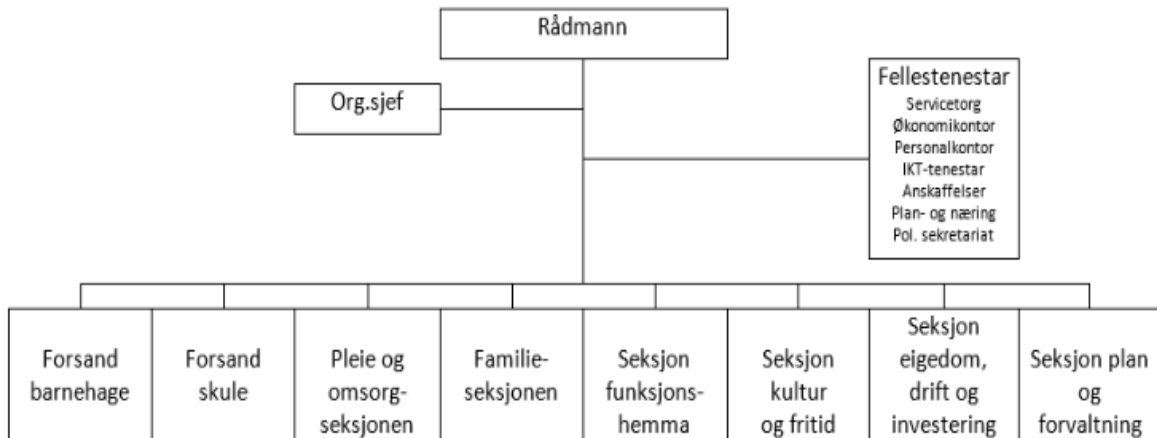 Rådmann
Org.sjef
Fellestenestar
Servicetorg
Økonomikontor
Personalkontor
IKT-tenestar
Anskaffelser
Plan- og næring
Pol. sekretariat
Forsand
barnehage
Forsand
skule
Pleie og
omsorg-
seksjonen
Familie-
seksjonen
Seksjon
funksjons-
hemma
Seksjon
kultur
og fritid
Seksjon
eigedom,
drift og
investering
Seksjon plan
og
forvaltning